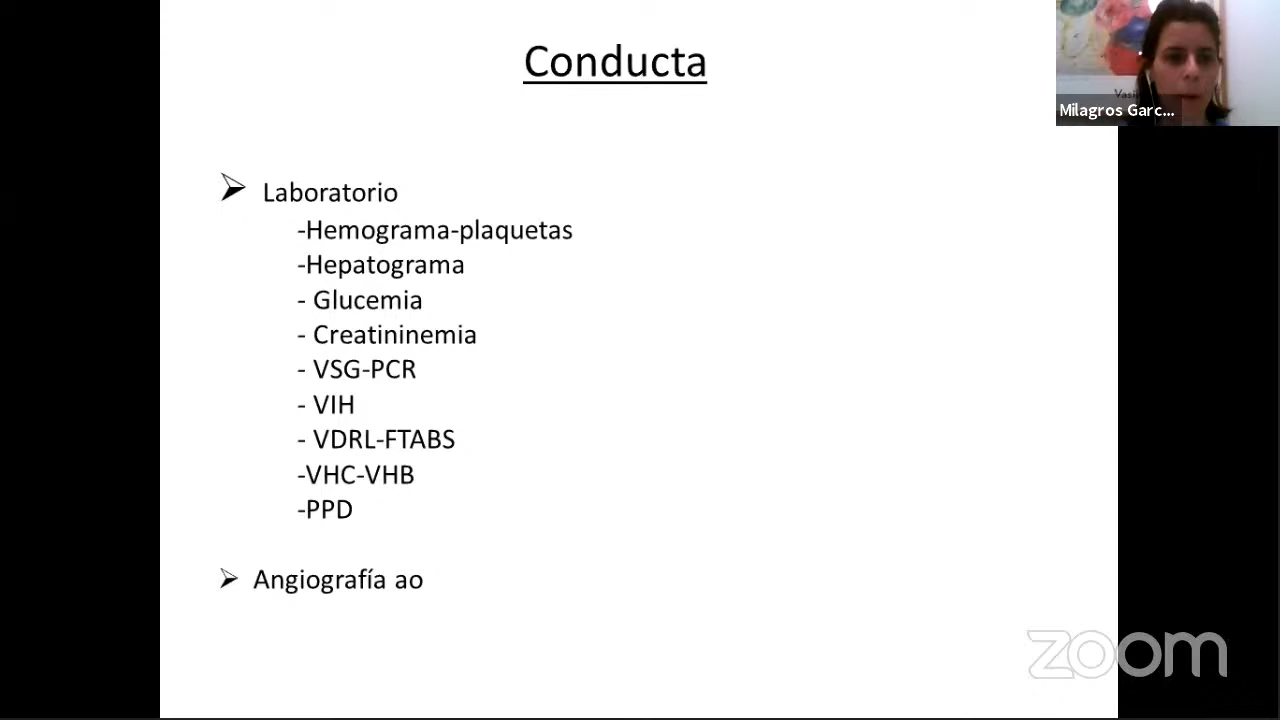 Conducta
Milagros Garc...
Laboratorio
-Hemograma-plaquetas
-Hepatograma
- Glucemia
- Creatininemia
- VSG-PCR
- VIH
- VDRL-FTABS
-VHC-VHB
-PPD
Angiografía ao
zoom